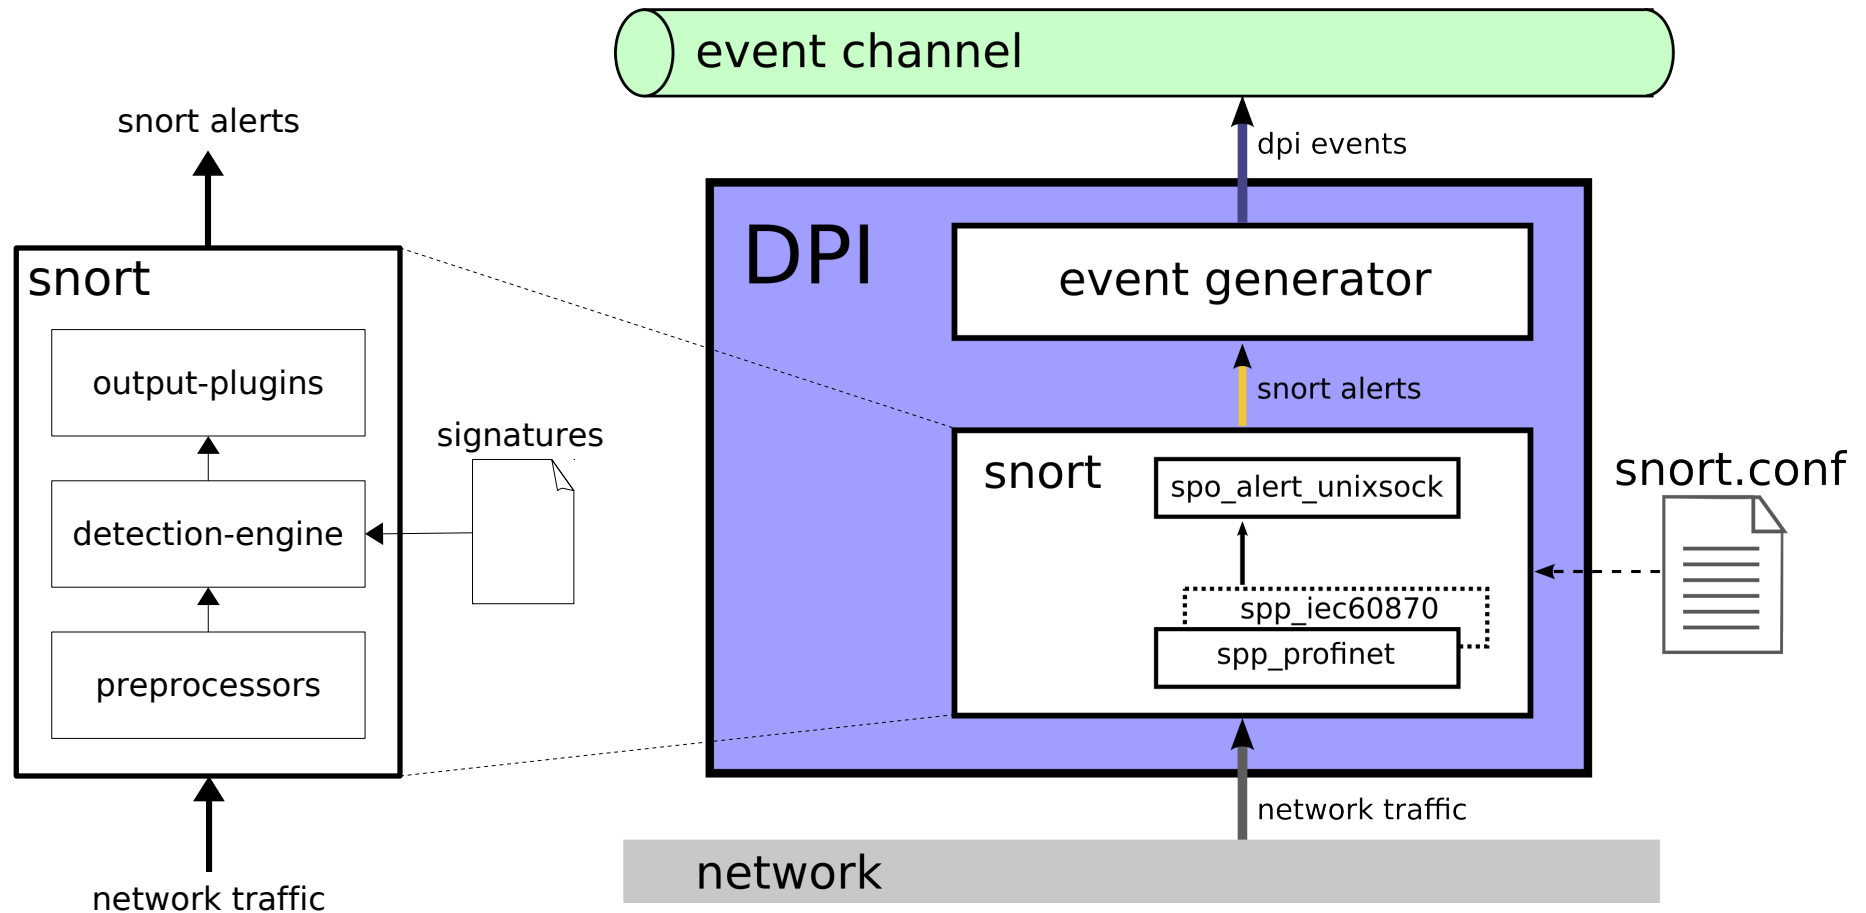 event channel
snort alerts
dpi events
DPI
event generator
snort
output-plugins
snort alerts
signatures
snort
spo_alert_unixsock
snort.conf
detection-engine
spp_iec60870
spp_profinet
preprocessors
network traffic
network
network traffic